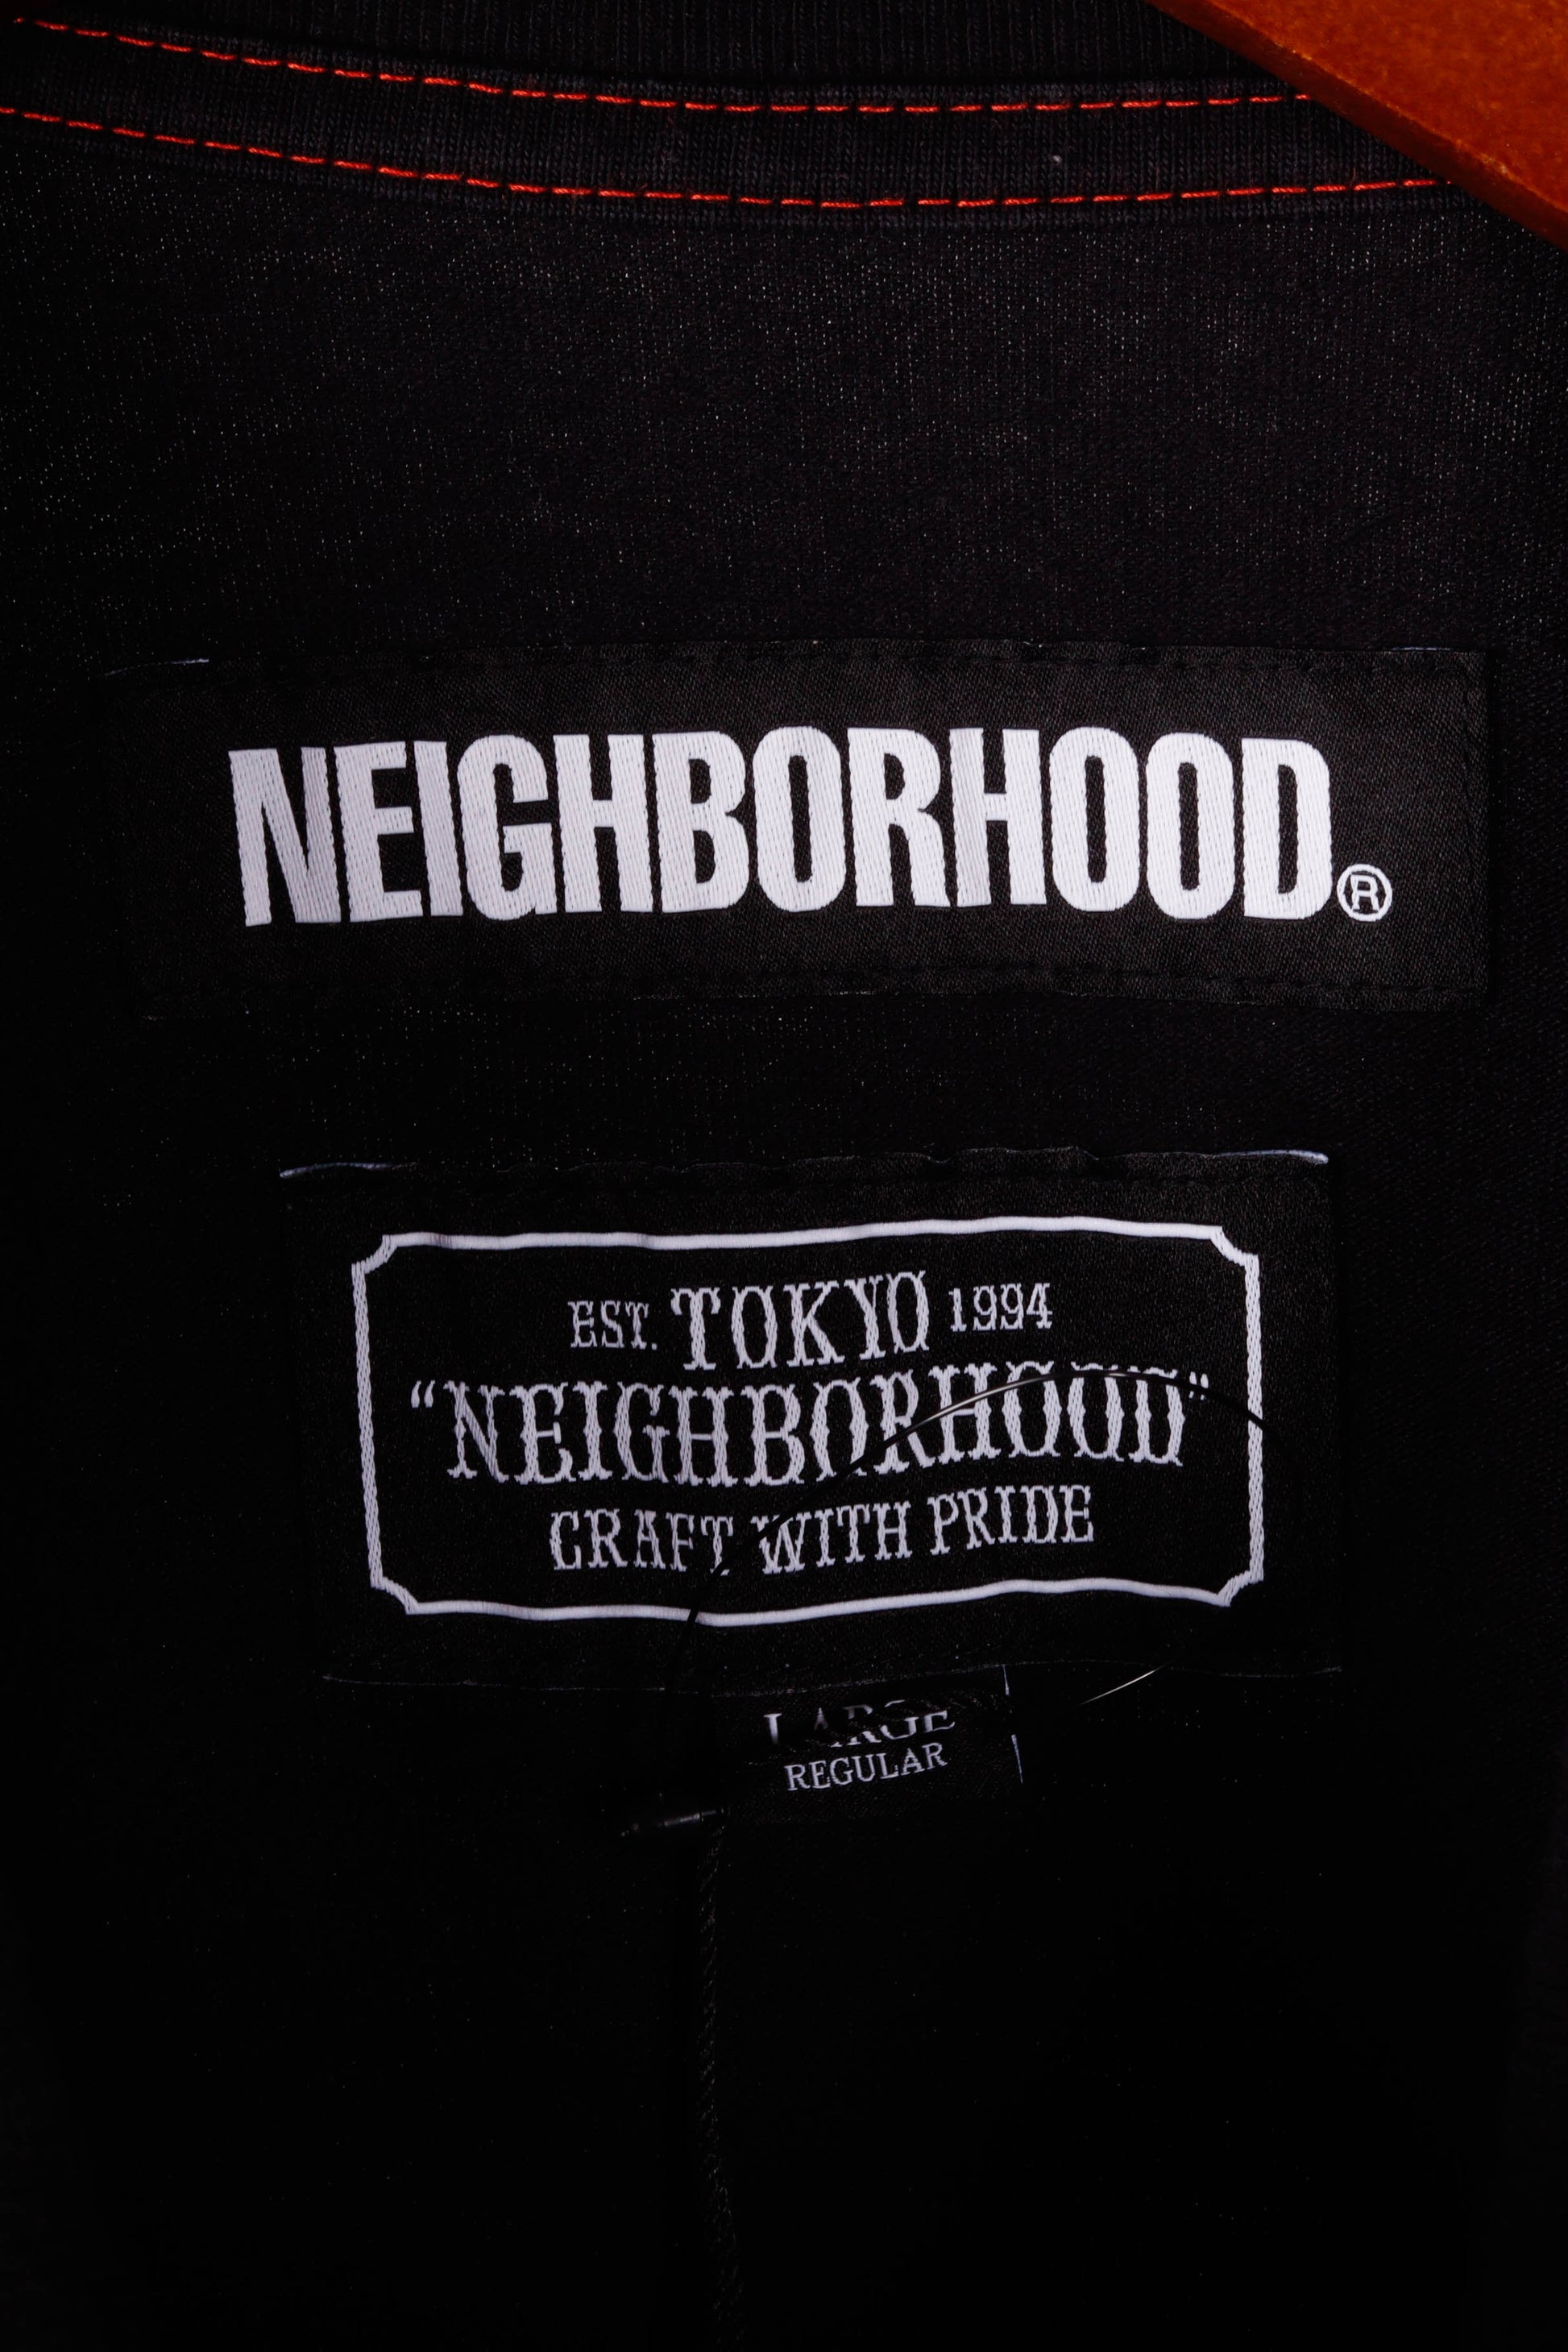 NEIGHBORHOOD®
EST. TOKYO 1994
“NEIGHBORHOOD”
CRAFT WITH PRIDE
LARGE
REGULAR